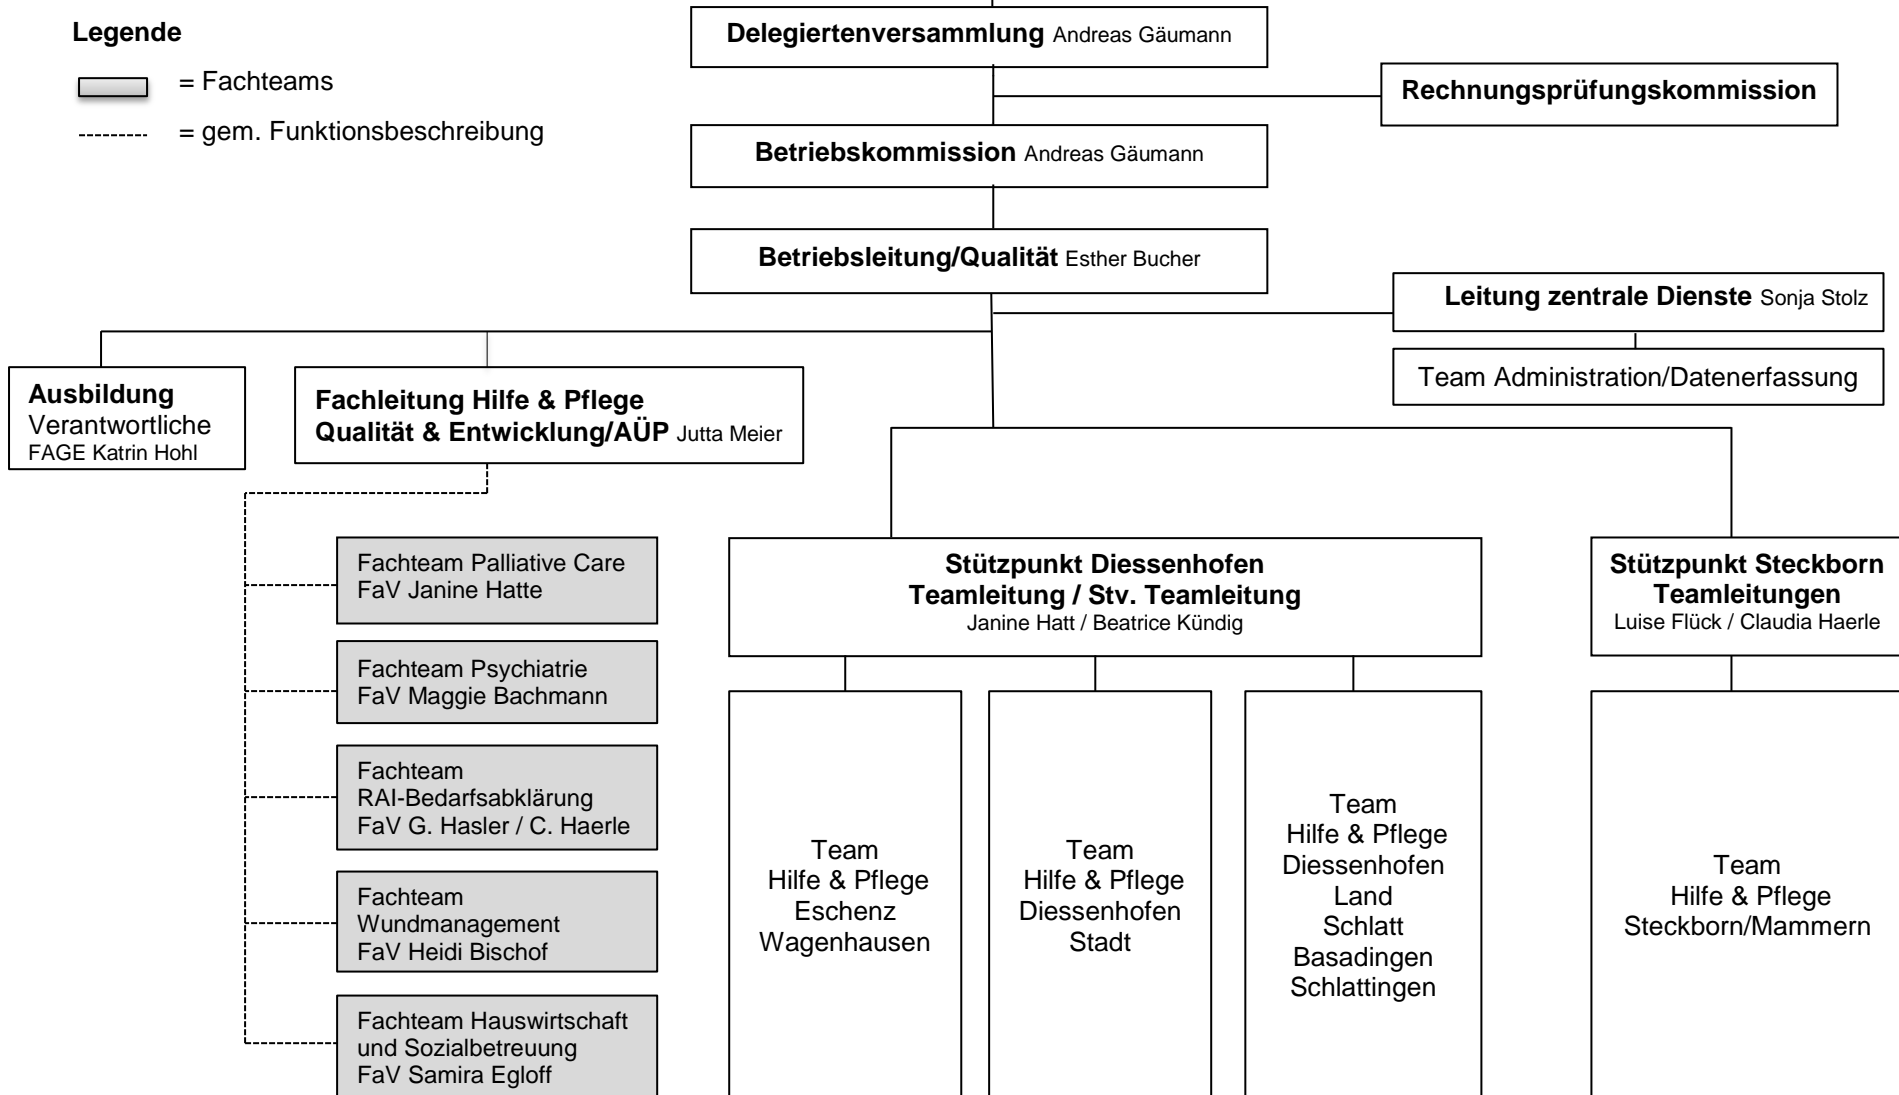 Legende
= Fachteams
= gem. Funktionsbeschreibung
Delegiertenversammlung Andreas Gäumann
Rechnungsprüfungskommission
Betriebskommission Andreas Gäumann
Betriebsleitung/Qualität Esther Bucher
Leitung zentrale Dienste Sonja Stolz
Team Administration/Datenerfassung
Ausbildung
Verantwortliche
FAGE Katrin Hohl
Fachleitung Hilfe & Pflege
Qualität & Entwicklung/AÜP Jutta Meier
Fachteam Palliative Care
FaV Janine Hatte
Fachteam Psychiatrie
FaV Maggie Bachmann
Fachteam
RAI-Bedarfsabklärung
FaV G. Hasler / C. Haerle
Fachteam
Wundmanagement
FaV Heidi Bischof
Fachteam Hauswirtschaft
und Sozialbetreuung
FaV Samira Egloff
Stützpunkt Diessenhofen
Teamleitung / Stv. Teamleitung
Janine Hatt / Beatrice Kündig
Team
Hilfe & Pflege
Eschenz
Wagenhausen
Team
Hilfe & Pflege
Diessenhofen
Stadt
Team
Hilfe & Pflege
Diessenhofen
Land
Schlatt
Basadingen
Schlattingen
Stützpunkt Steckborn
Teamleitungen
Luise Flück / Claudia Haerle
Team
Hilfe & Pflege
Steckborn/Mammern